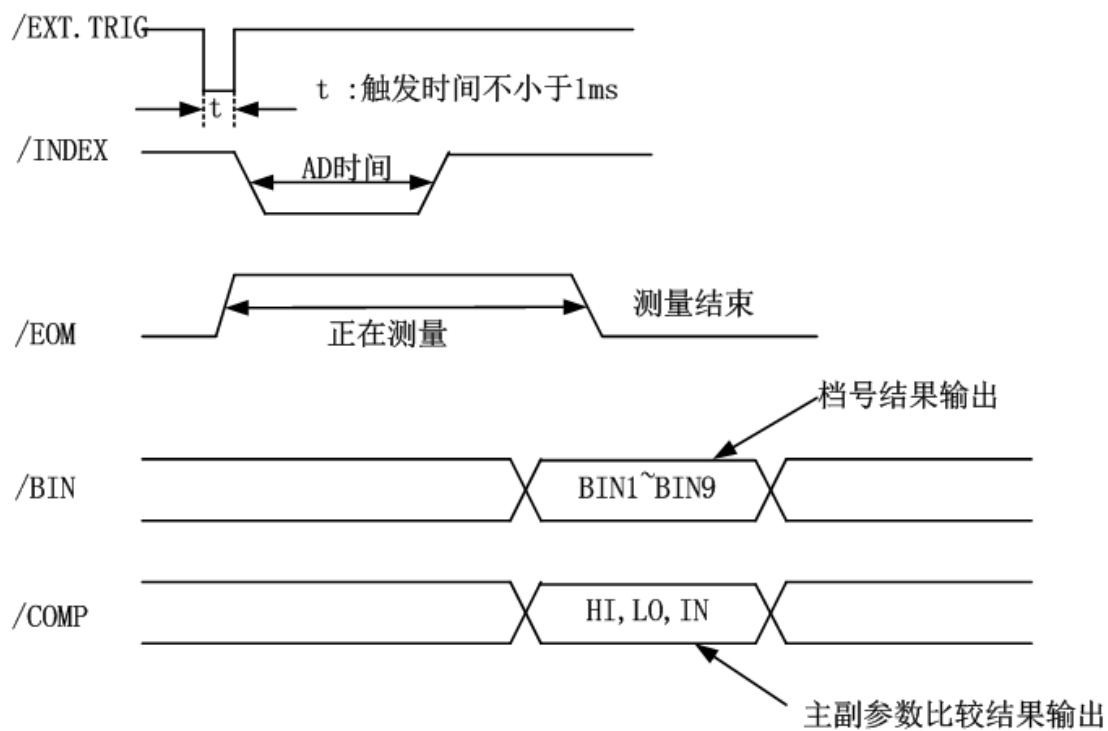 /EXT.TRIG
t :触发时间不小于1ms
t
/INDEX
AD时间
测量结束
/EOM
正在测量
档号结果输出
/BIN
BIN1~BIN9
/COMP
HI,LO,IN
主副参数比较结果输出